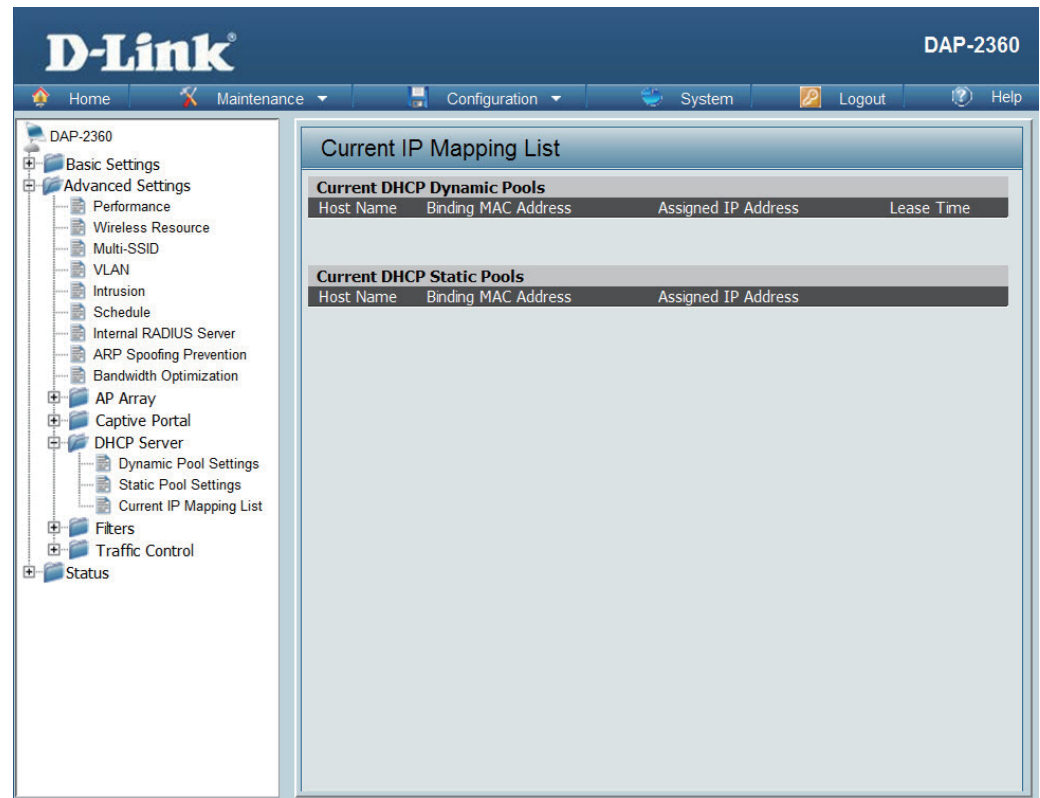 D-Link®
DAP-2360
Home Maintenance Configuration System Logout Help
DAP-2360
Basic Settings
Advanced Settings
Performance
Wireless Resource
Multi-SSID
VLAN
Intrusion
Schedule
Internal RADIUS Server
ARP Spoofing Prevention
Bandwidth Optimization
AP Array
Captive Portal
DHCP Server
Dynamic Pool Settings
Static Pool Settings
Current IP Mapping List
Filters
Traffic Control
Status
Current IP Mapping List
Current DHCP Dynamic Pools
Host Name Binding MAC Address Assigned IP Address Lease Time
Current DHCP Static Pools
Host Name Binding MAC Address Assigned IP Address